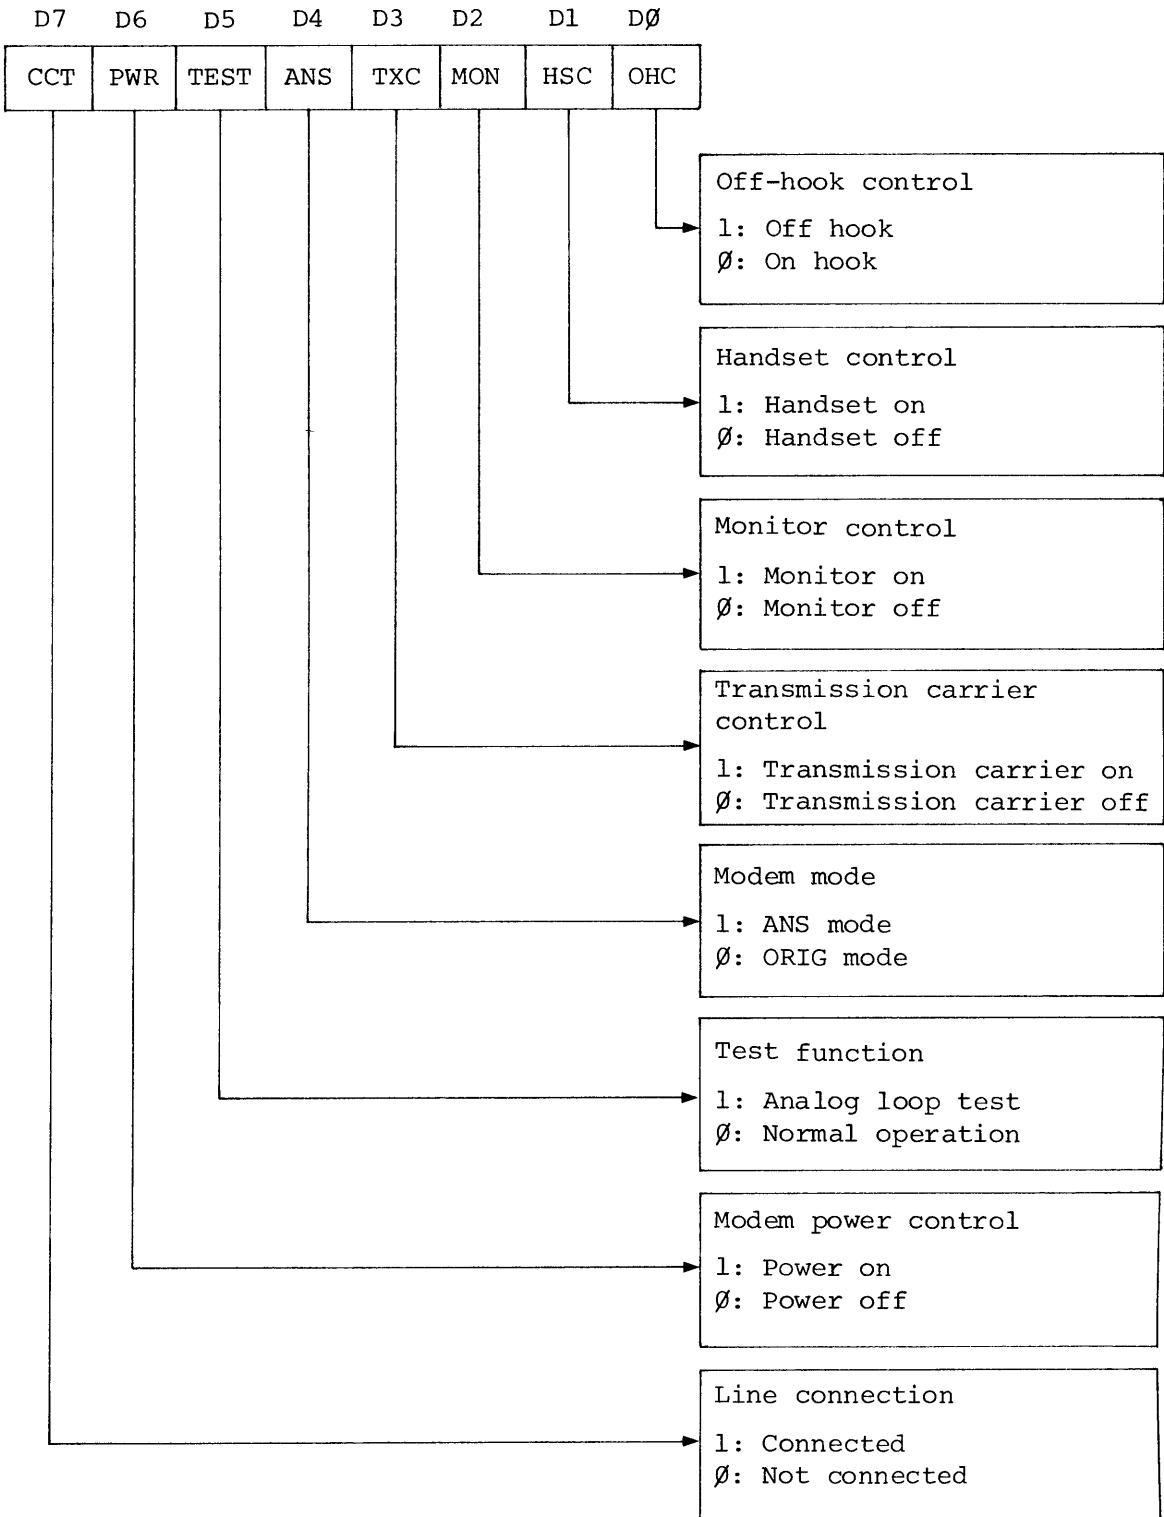 D7 D6 D5 D4 D3 D2 D1 DØ
CCT PWR TEST ANS TXC MON HSC OHC
Off-hook control
1: Off hook
Ø: On hook
Handset control
1: Handset on
Ø: Handset off
Monitor control
1: Monitor on
Ø: Monitor off
Transmission carrier
control
1: Transmission carrier on
Ø: Transmission carrier off
Modem mode
1: ANS mode
Ø: ORIG mode
Test function
1: Analog loop test
Ø: Normal operation
Modem power control
1: Power on
Ø: Power off
Line connection
1: Connected
Ø: Not connected